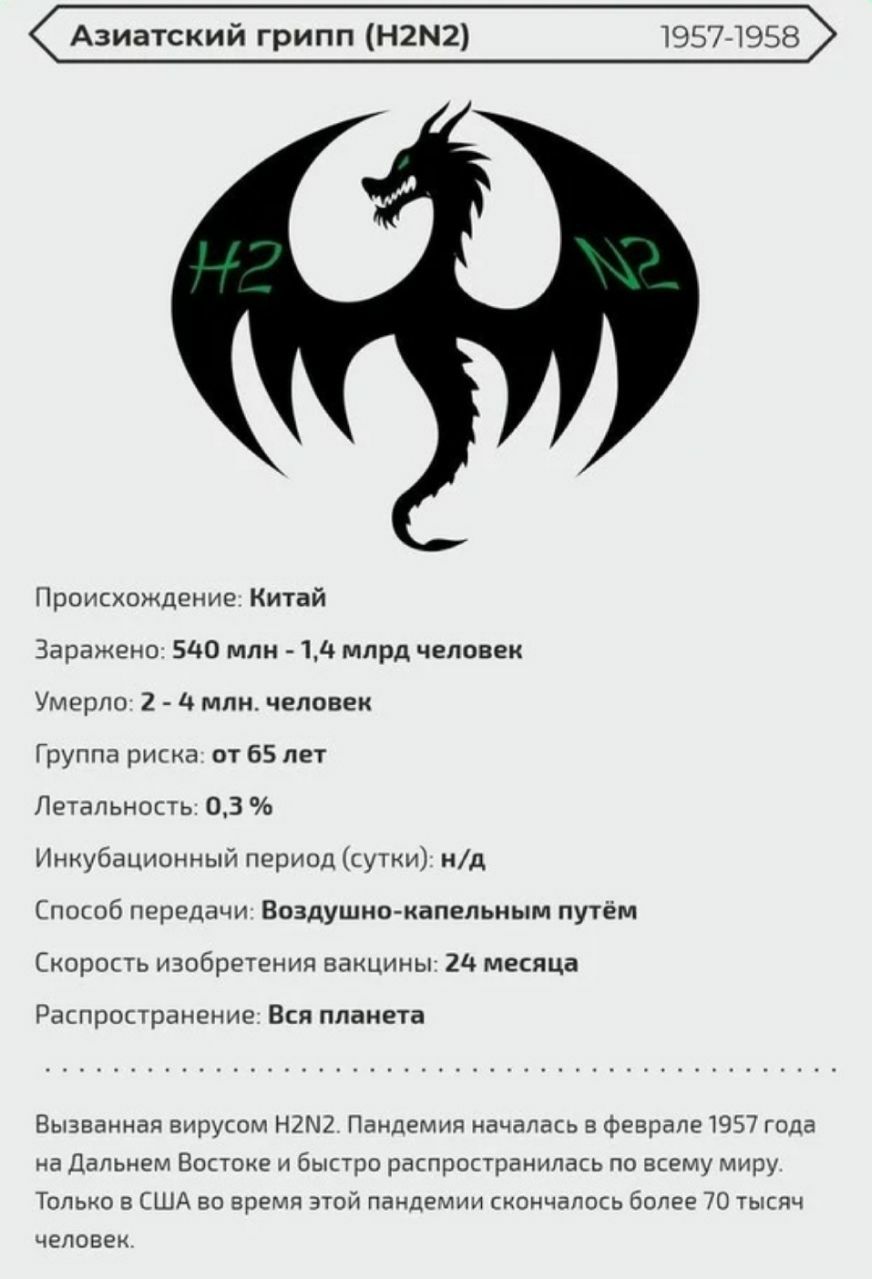 Азиатский грипп (H2N2) 1957-1958
H2 N2
Происхождение: Китай
Заражено: 540 млн - 1,4 млрд человек
Умерло: 2 - 4 млн. человек
Группа риска: от 65 лет
Летальность: 0,3 %
Инкубационный период (сутки): н/д
Способ передачи: Воздушно-капельным путём
Скорость изобретения вакцины: 24 месяца
Распространение: Вся планета
Вызванная вирусом H2N2. Пандемия началась в феврале 1957 года
на Дальнем Востоке и быстро распространилась по всему миру.
Только в США во время этой пандемии скончалось более 70 тысяч
человек.